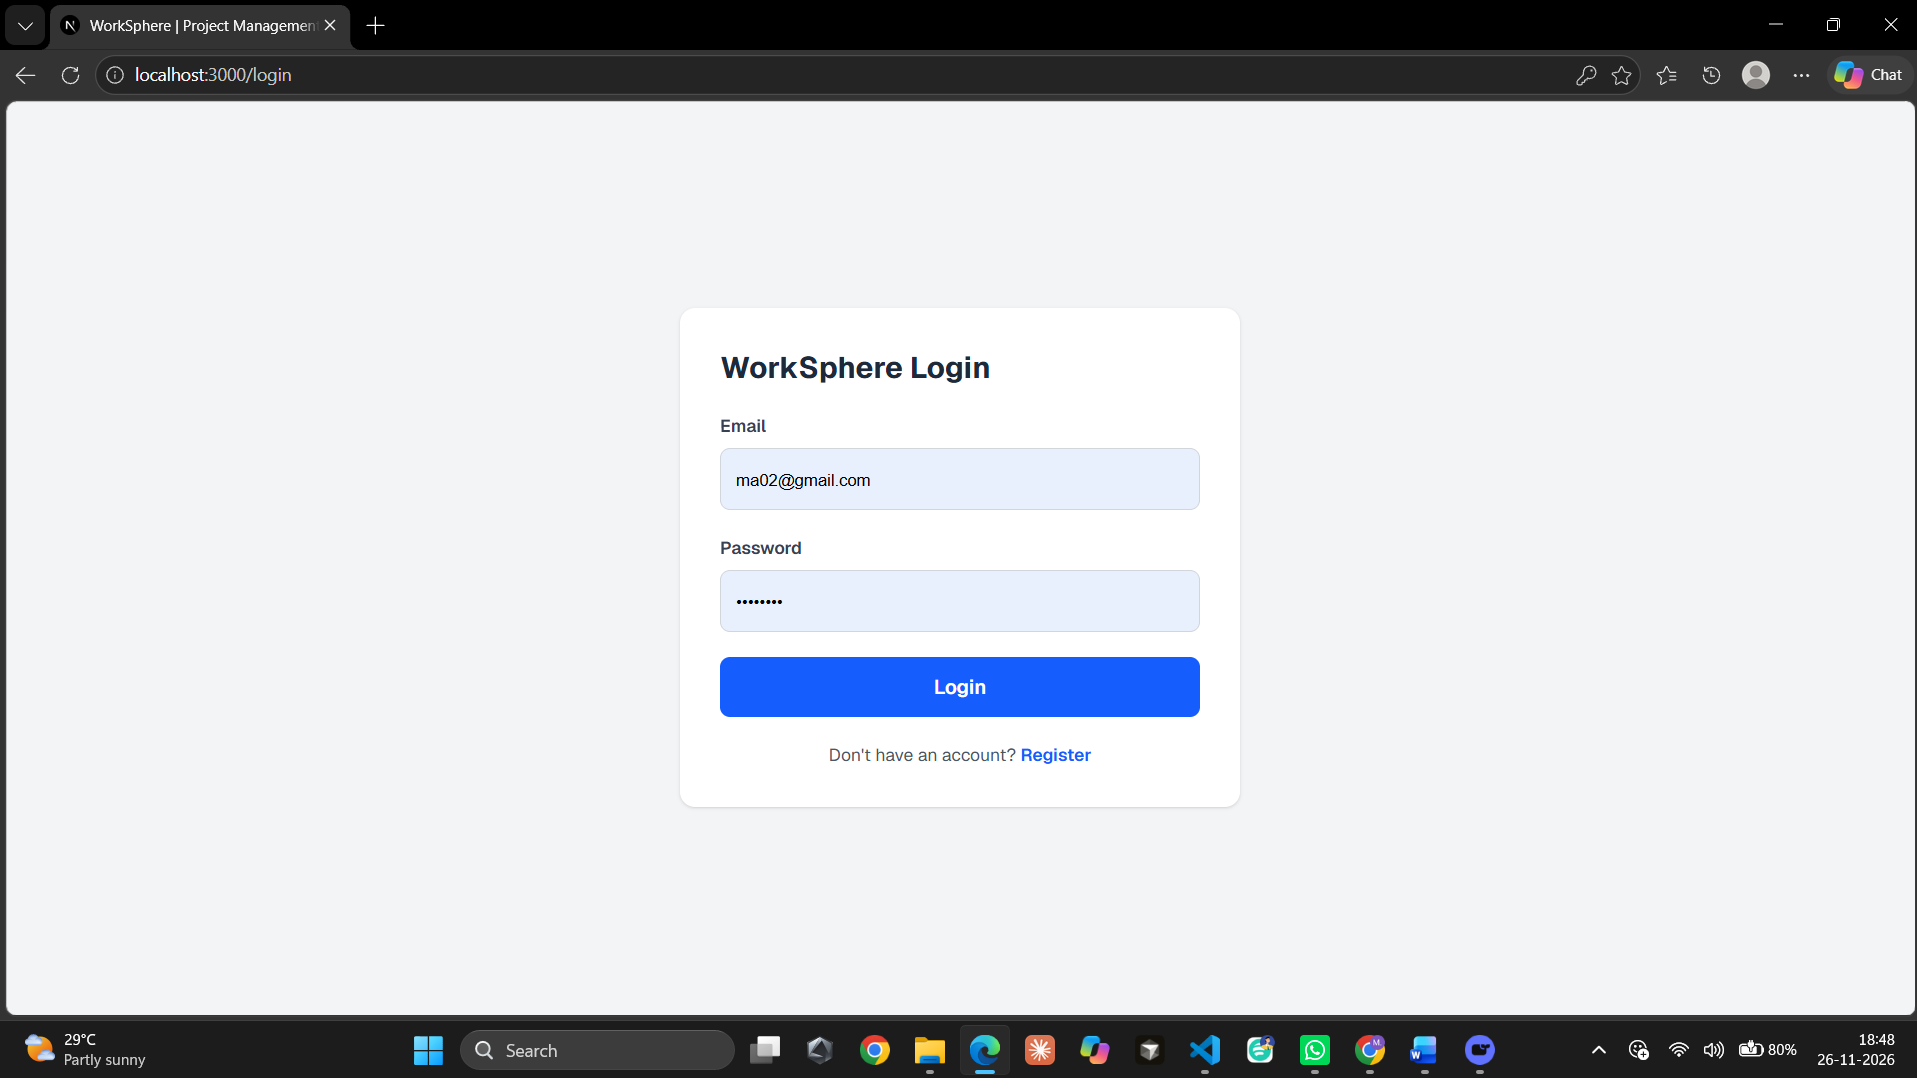 WorkSphere | Project Managemen
localhost:3000/login
Chat
WorkSphere Login
Email
ma02@gmail.com
Password
••••••••
Login
Don't have an account? Register
29°C
Partly sunny
Search
80%
18:48
26-11-2026